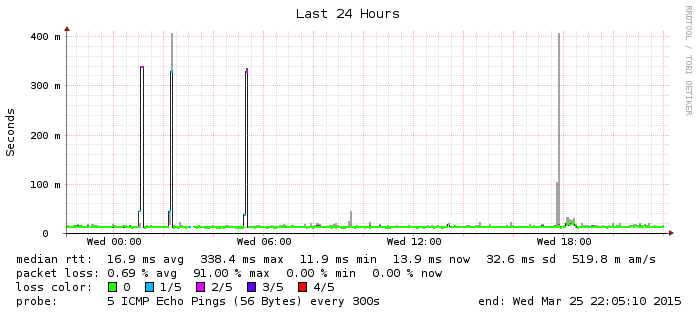 Last 24 Hours
RRDTOOL / TOBI OETIKER
Seconds
400 m
300 m
200 m
100 m
0
Wed 00:00 Wed 06:00 Wed 12:00 Wed 18:00
median rtt: 16.9 ms avg 338.4 ms max 11.9 ms min 13.9 ms now 32.6 ms sd 519.8 m am/s
packet loss: 0.69 % avg 91.00 % max 0.00 % min 0.00 % now
loss color: 0 1/5 2/5 3/5 4/5
probe: 5 ICMP Echo Pings (56 Bytes) every 300s end: Wed Mar 25 22:05:10 2015